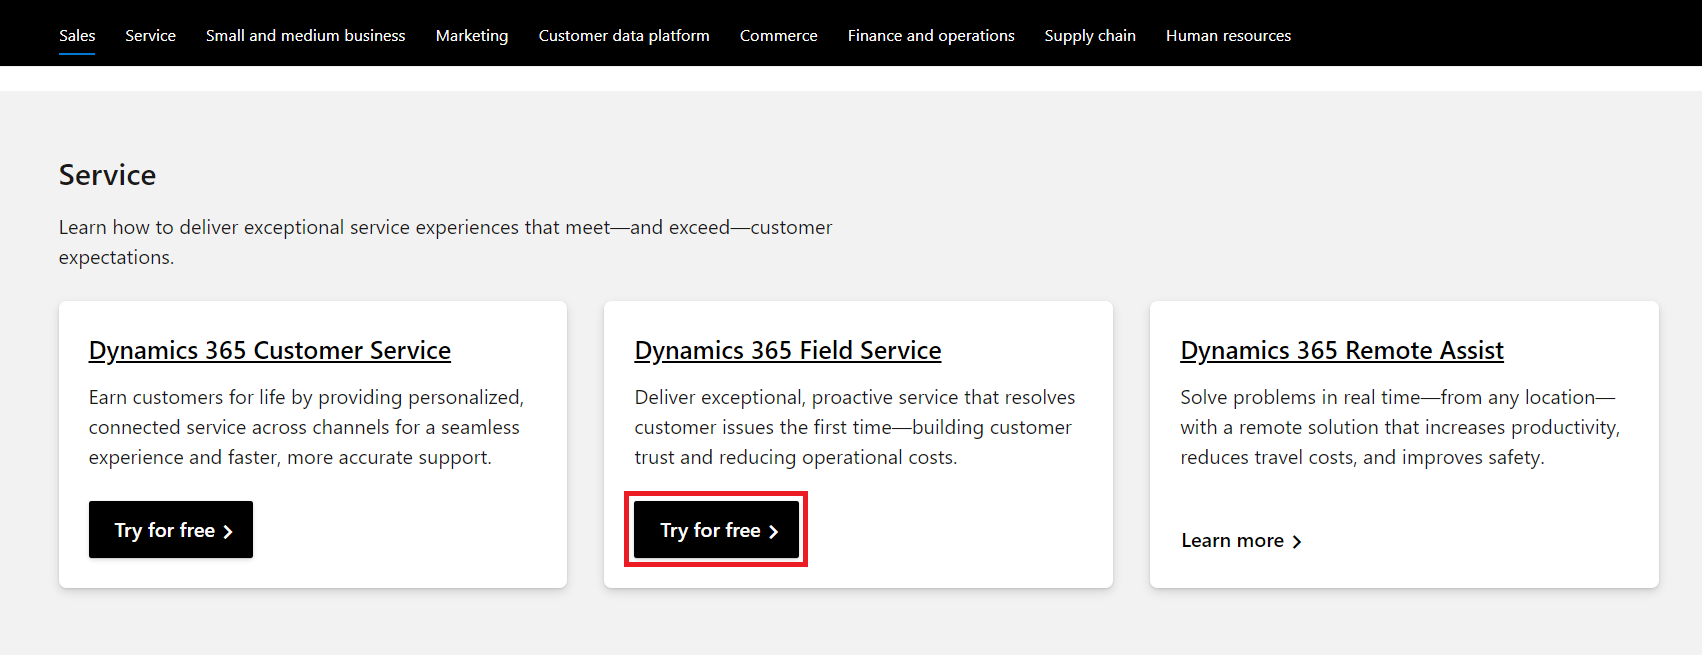 Sales Service Small and medium business Marketing Customer data platform Commerce Finance and operations Supply chain Human resources
Service
Learn how to deliver exceptional service experiences that meet—and exceed—customer
expectations.
Dynamics 365 Customer Service
Earn customers for life by providing personalized,
connected service across channels for a seamless
experience and faster, more accurate support.
Try for free
Dynamics 365 Field Service
Deliver exceptional, proactive service that resolves
customer issues the first time—building customer
trust and reducing operational costs.
Try for free
Dynamics 365 Remote Assist
Solve problems in real time—from any location—
with a remote solution that increases productivity,
reduces travel costs, and improves safety.
Learn more